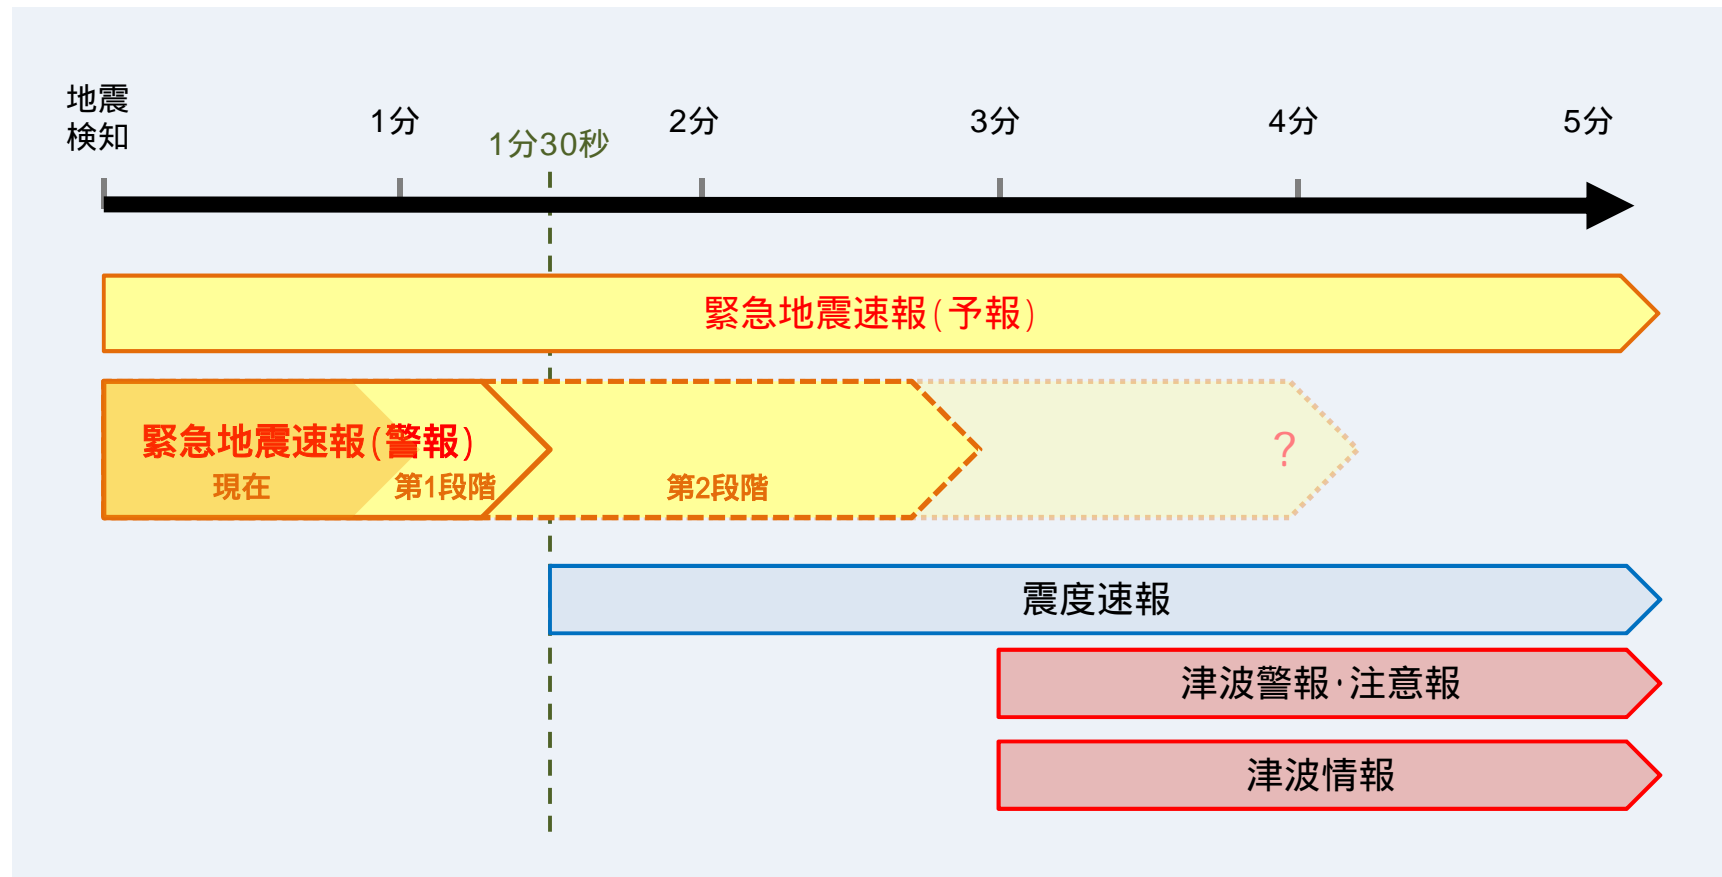 地震
検知
1分
1分30秒
2分
3分
4分
5分
緊急地震速報(予報)
緊急地震速報(警報)
現在
第1段階
第2段階
?
震度速報
津波警報・注意報
津波情報